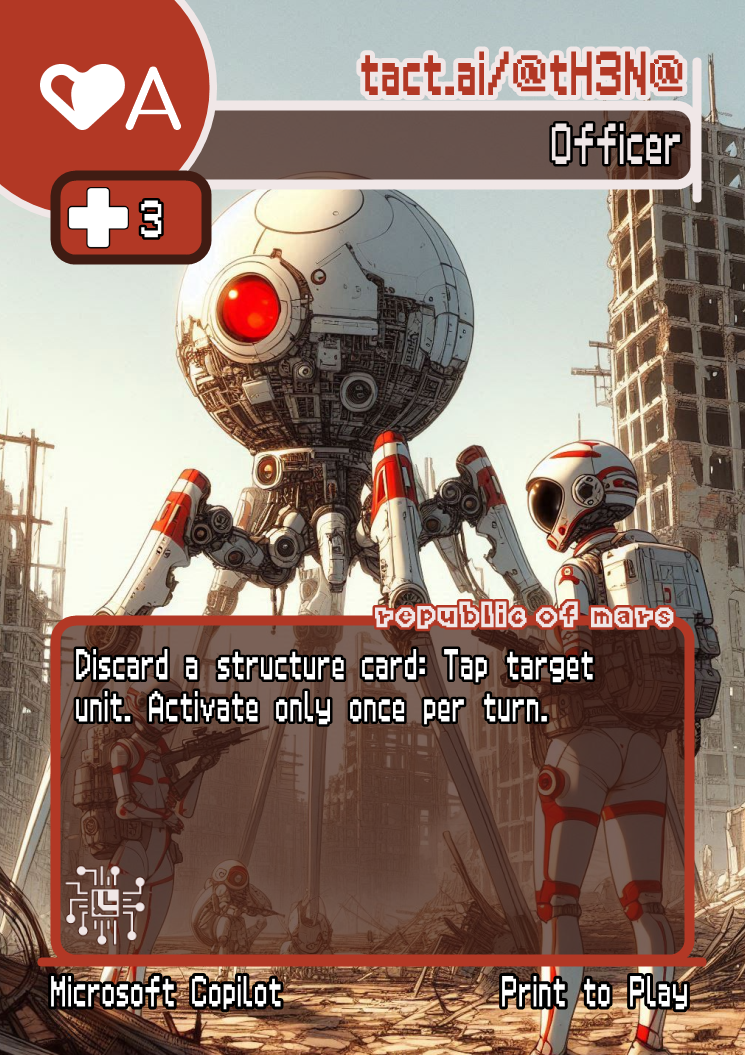 A
tact.ai/@tH3N@
Officer
3
republic of mars
Discard a structure card: Tap target
unit. Activate only once per turn.
Microsoft Copilot
Print to Play